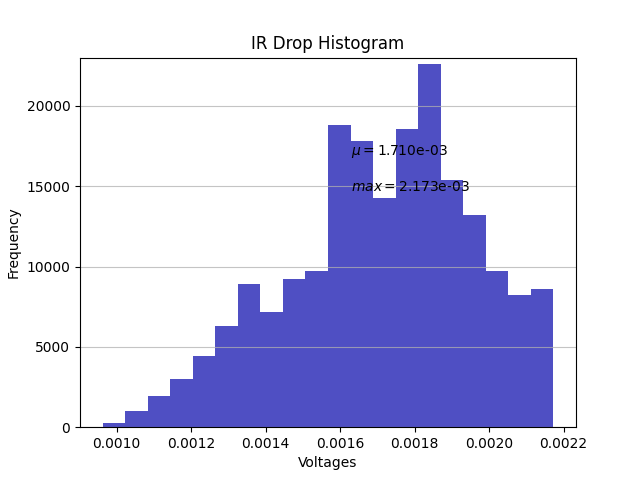 IR Drop Histogram
20000
15000
10000
5000
0
Frequency
μ = 1.710e-03
max = 2.173e-03
0.0010 0.0012 0.0014 0.0016 0.0018 0.0020 0.0022
Voltages